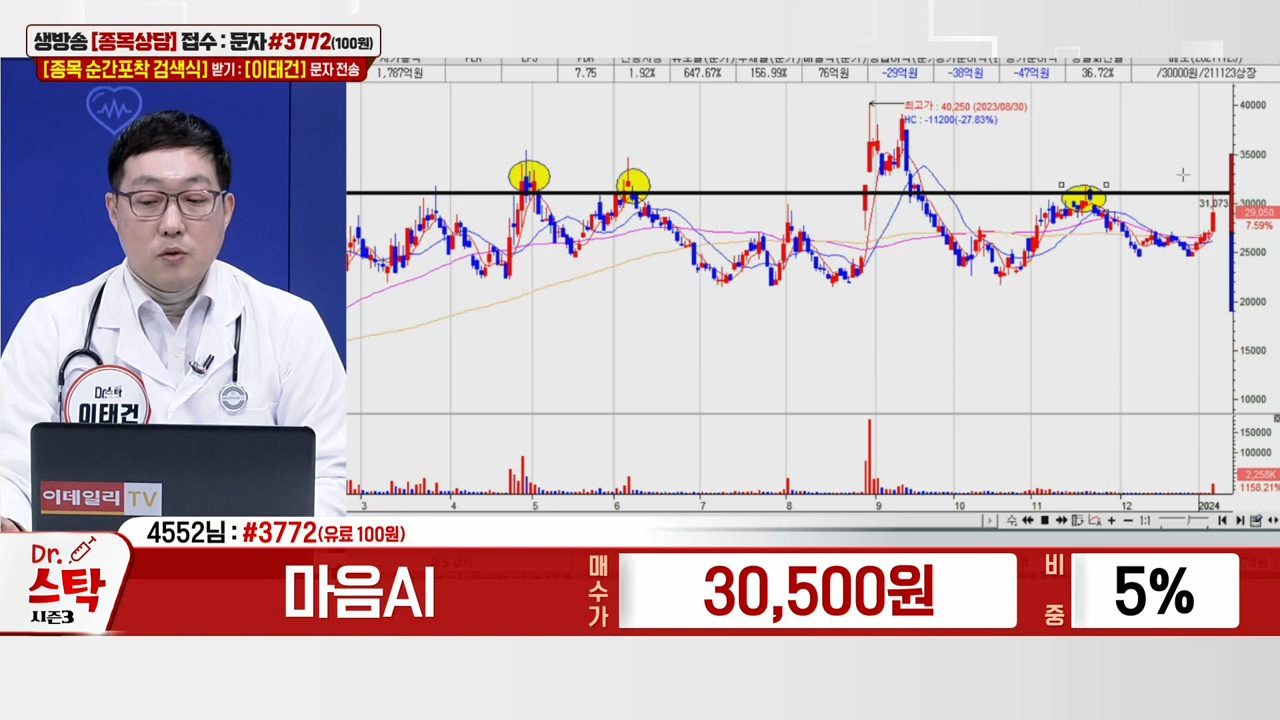 생방송 [종목상담] 접수 : 문자#3772(100원)
[종목 순간포착 검색식] 받기 : [이태건] 문자 전송
1,787억원 7.75 1.92% 647.67% 156.99% 76억원 -29억원 -38억원 -47억원 36.72% /30000원/211123상장
최고가 : 40,250 (2023/08/30)
HC : -11200(-27.83%)
40000
35000
30000
31,073
29,050
7.59%
25000
20000
15000
10000
150000
100000
2,258K
1158.21%
3 4 5 6 7 8 9 10 11 12 2024
1:1
Dr.스탁
이태건
이데일리TV
4552님 : #3772(유료 100원)
Dr.
스탁
시즌3
마음AI
매수가
30,500원
비중
5%